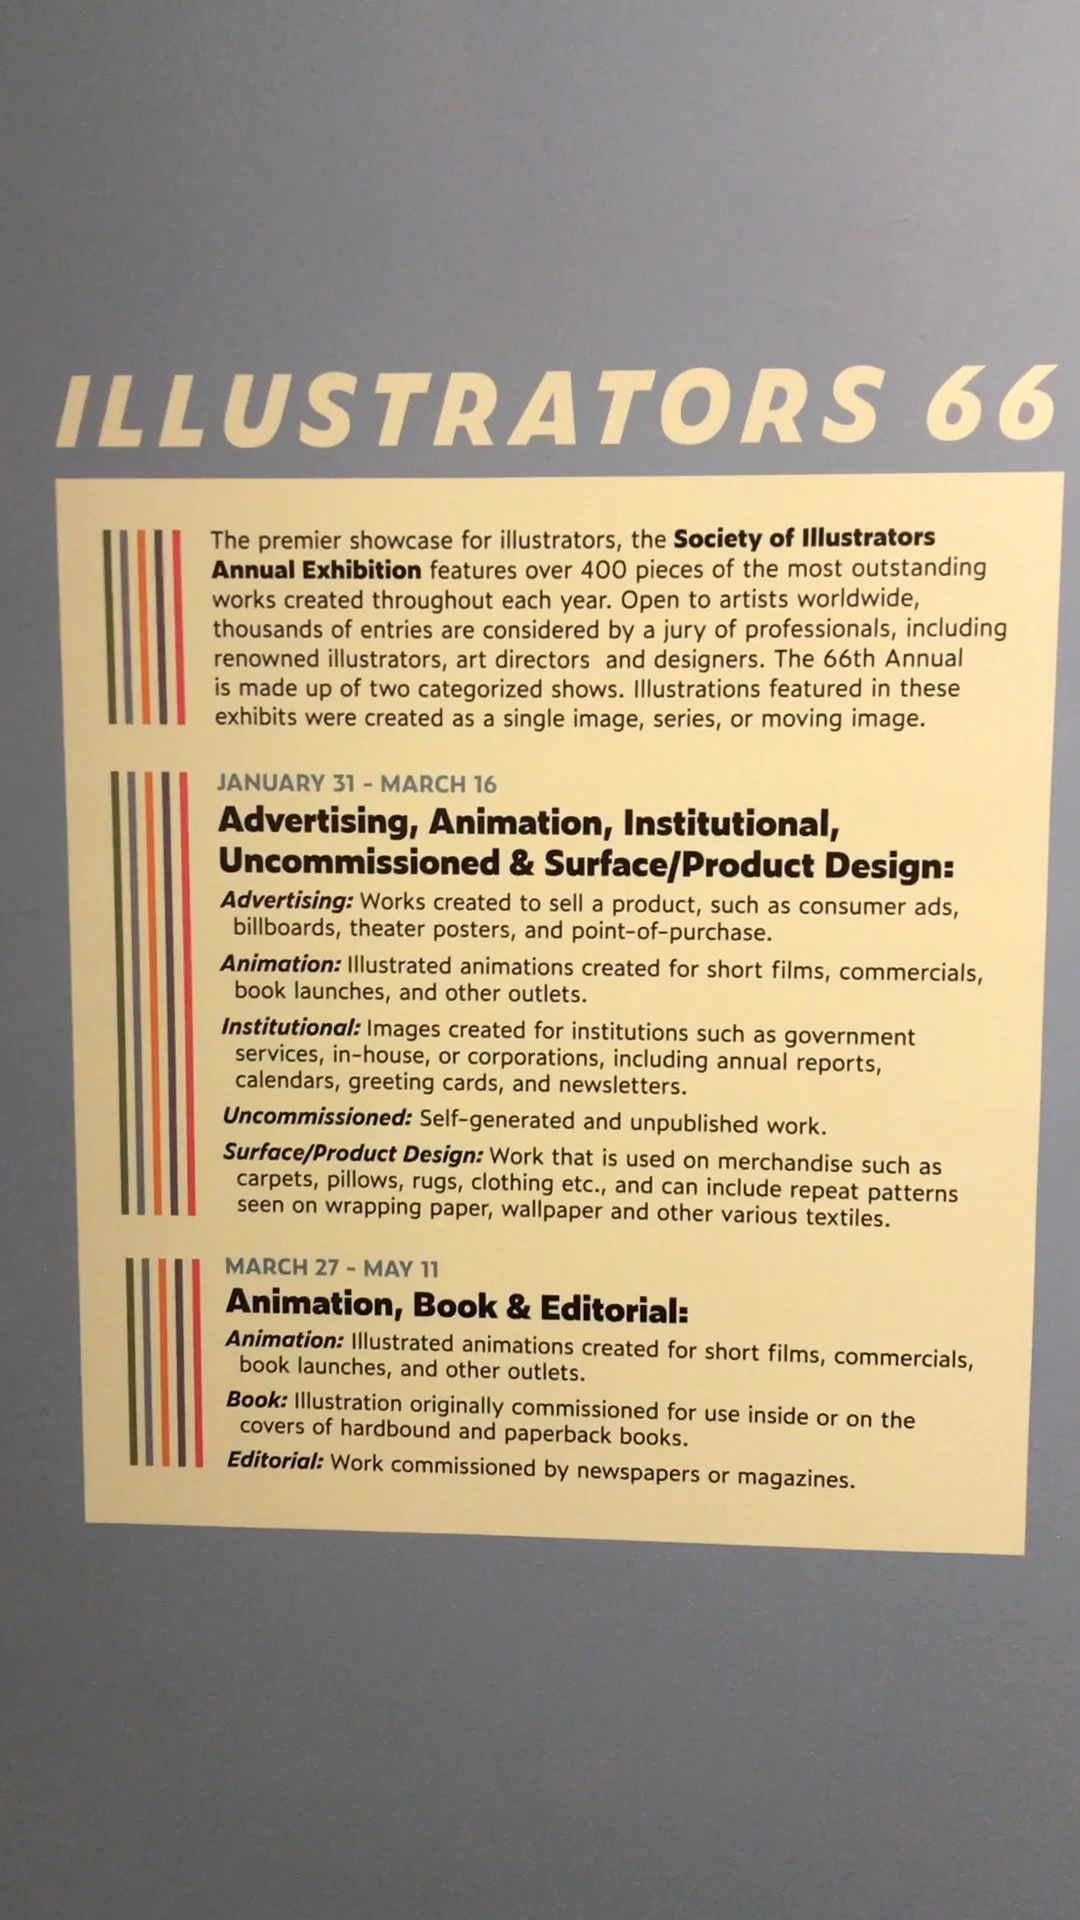 ILLUSTRATORS 66
The premier showcase for illustrators, the Society of Illustrators
Annual Exhibition features over 400 pieces of the most outstanding
works created throughout each year. Open to artists worldwide,
thousands of entries are considered by a jury of professionals, including
renowned illustrators, art directors and designers. The 66th Annual
is made up of two categorized shows. Illustrations featured in these
exhibits were created as a single image, series, or moving image.
JANUARY 31 - MARCH 16
Advertising, Animation, Institutional,
Uncommissioned & Surface/Product Design:
Advertising: Works created to sell a product, such as consumer ads,
billboards, theater posters, and point-of-purchase.
Animation: Illustrated animations created for short films, commercials,
book launches, and other outlets.
Institutional: Images created for institutions such as government
services, in-house, or corporations, including annual reports,
calendars, greeting cards, and newsletters.
Uncommissioned: Self-generated and unpublished work.
Surface/Product Design: Work that is used on merchandise such as
carpets, pillows, rugs, clothing etc., and can include repeat patterns
seen on wrapping paper, wallpaper and other various textiles.
MARCH 27 - MAY 11
Animation, Book & Editorial:
Animation: Illustrated animations created for short films, commercials,
book launches, and other outlets.
Book: Illustration originally commissioned for use inside or on the
covers of hardbound and paperback books.
Editorial: Work commissioned by newspapers or magazines.